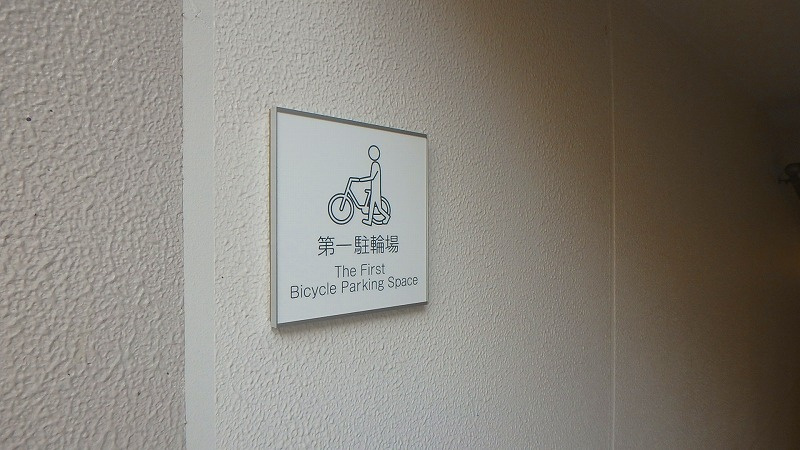 第一駐輪場
The First
Bicycle Parking Space